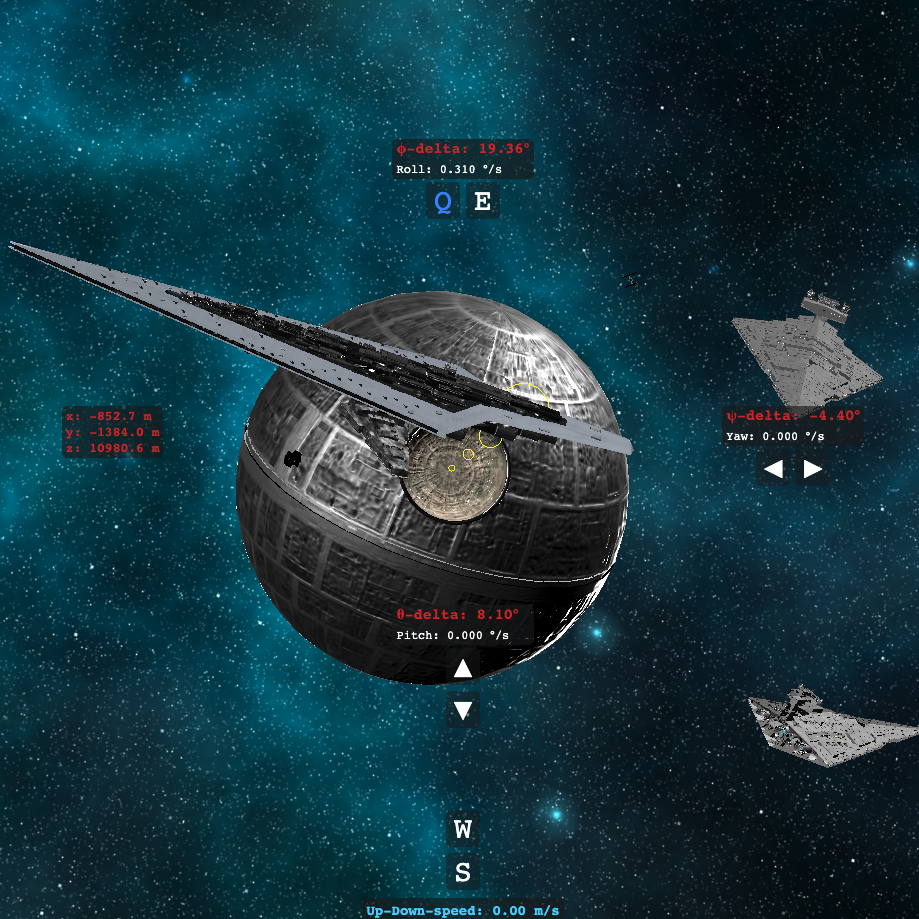 ϕ-delta: 19.36°
Roll: 0.310 °/s
Q E
x: -852.7 m
y: -1384.0 m
z: 10980.6 m
ψ-delta: -4.40°
Yaw: 0.000 °/s
θ-delta: 8.10°
Pitch: 0.000 °/s
W
S
Up-Down-speed: 0.00 m/s